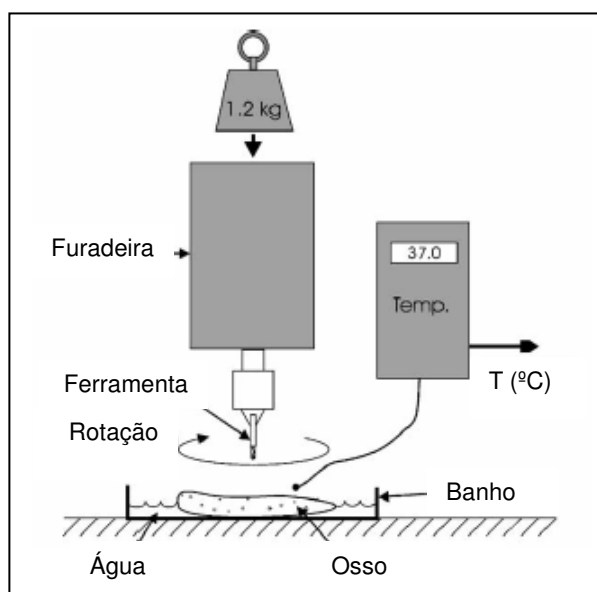 1.2 kg
Furadeira
37.0
Temp.
T (ºC)
Ferramenta
Rotação
Banho
Água
Osso